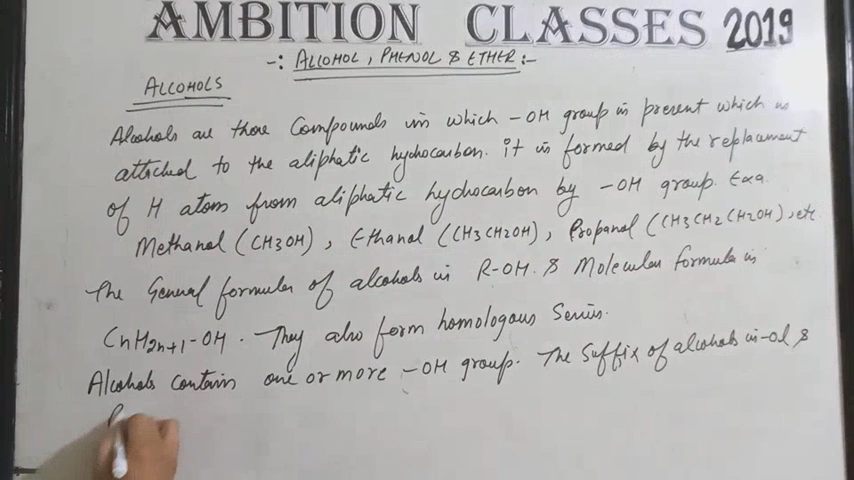 AMBITION CLASSES 2019
-: ALCOHOL, PHENOL & ETHER :-
ALCOHOLS
Alcohols are those Compounds in which -OH group is present which is
attached to the aliphatic hydrocarbon. it is formed by the replacement
of H atoms from aliphatic hydrocarbon by -OH group. Exa.
Methanol (CH3OH), Ethanol (CH3CH2OH), Propanol (CH3CH2CH2OH), etc.
The General formula of alcohols is R-OH. & Molecular formula is
CnH2n+1-OH. They also form homologous Series.
Alcohols contain one or more -OH group. The Suffix of alcohols is -ol &